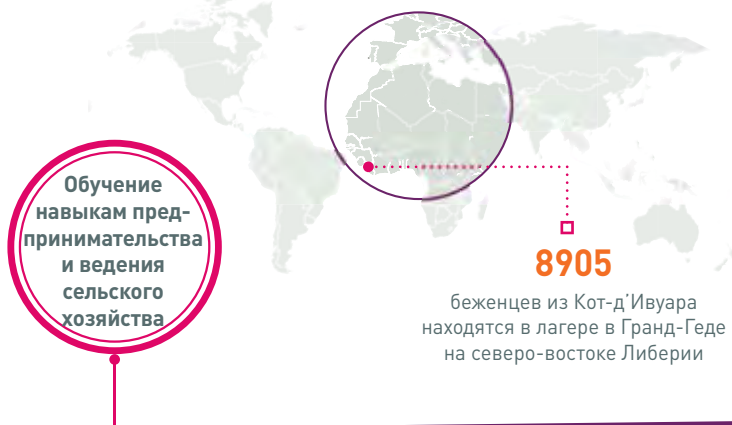 Обучение
навыкам пред-
принимательства
и ведения
сельского
хозяйства
8905
беженцев из Кот-д’Ивуара
находятся в лагере в Гранд-Геде
на северо-востоке Либерии